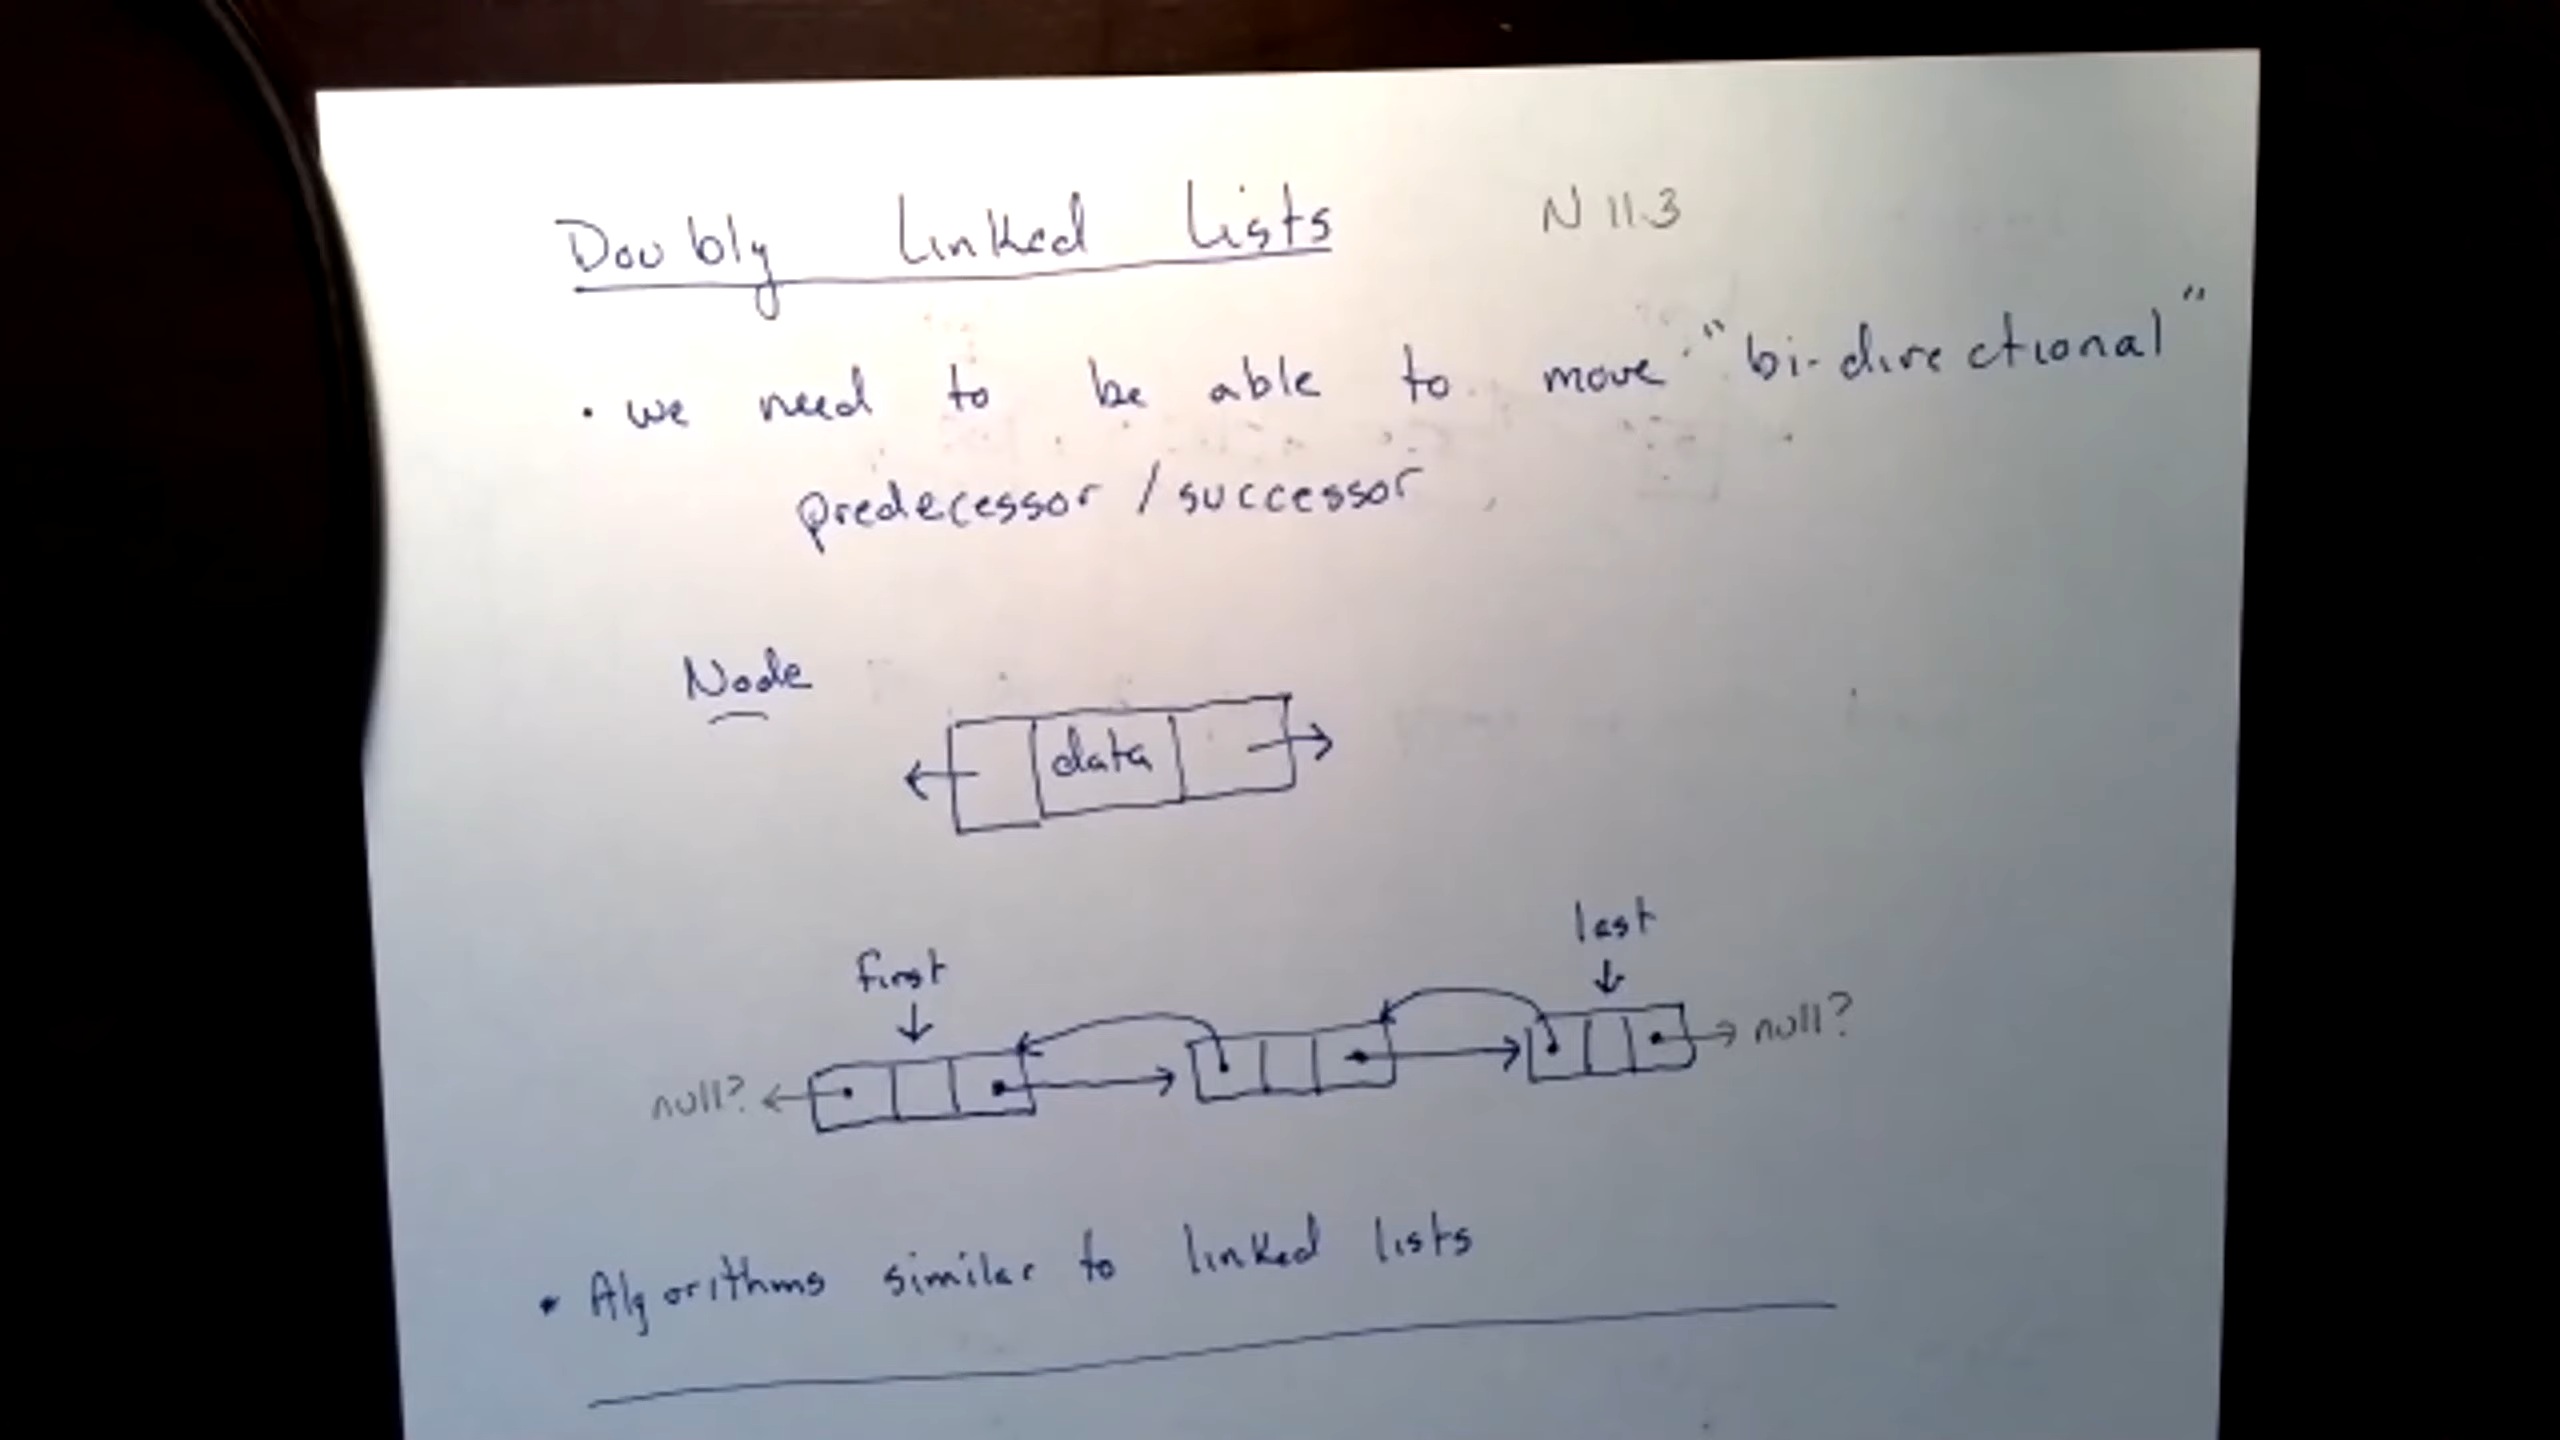 Doubly linked lists N 11.3
• we need to be able to move "bi-directional"
predecessor / successor
Node
data
last
first
null?
null?
• Algorithms similar to linked lists